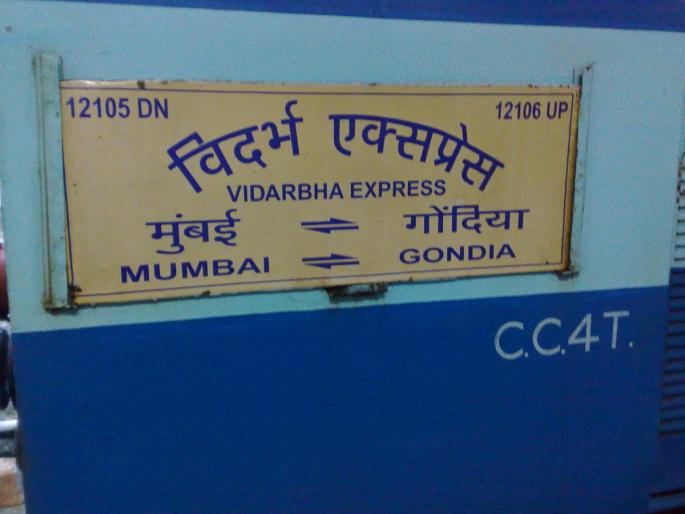 12105 DN 12106 UP
विदर्भ एक्सप्रेस
VIDARBHA EXPRESS
मुंबई ⇌ गोंदिया
MUMBAI ⇌ GONDIA
C.C.4T.